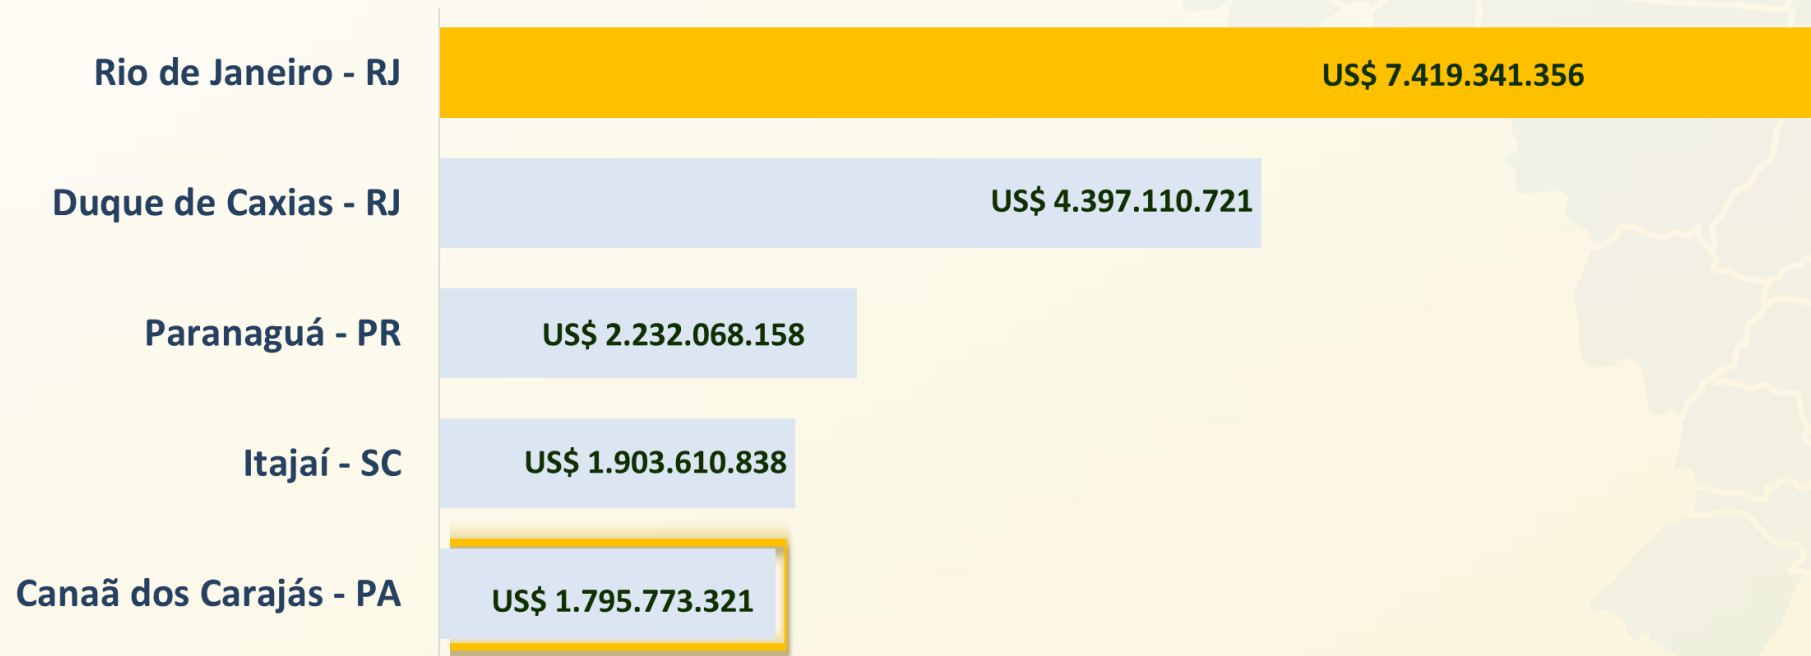 Rio de Janeiro - RJ
US$ 7.419.341.356
Duque de Caxias - RJ
US$ 4.397.110.721
Paranaguá - PR
US$ 2.232.068.158
Itajaí - SC
US$ 1.903.610.838
Canaã dos Carajás - PA
US$ 1.795.773.321